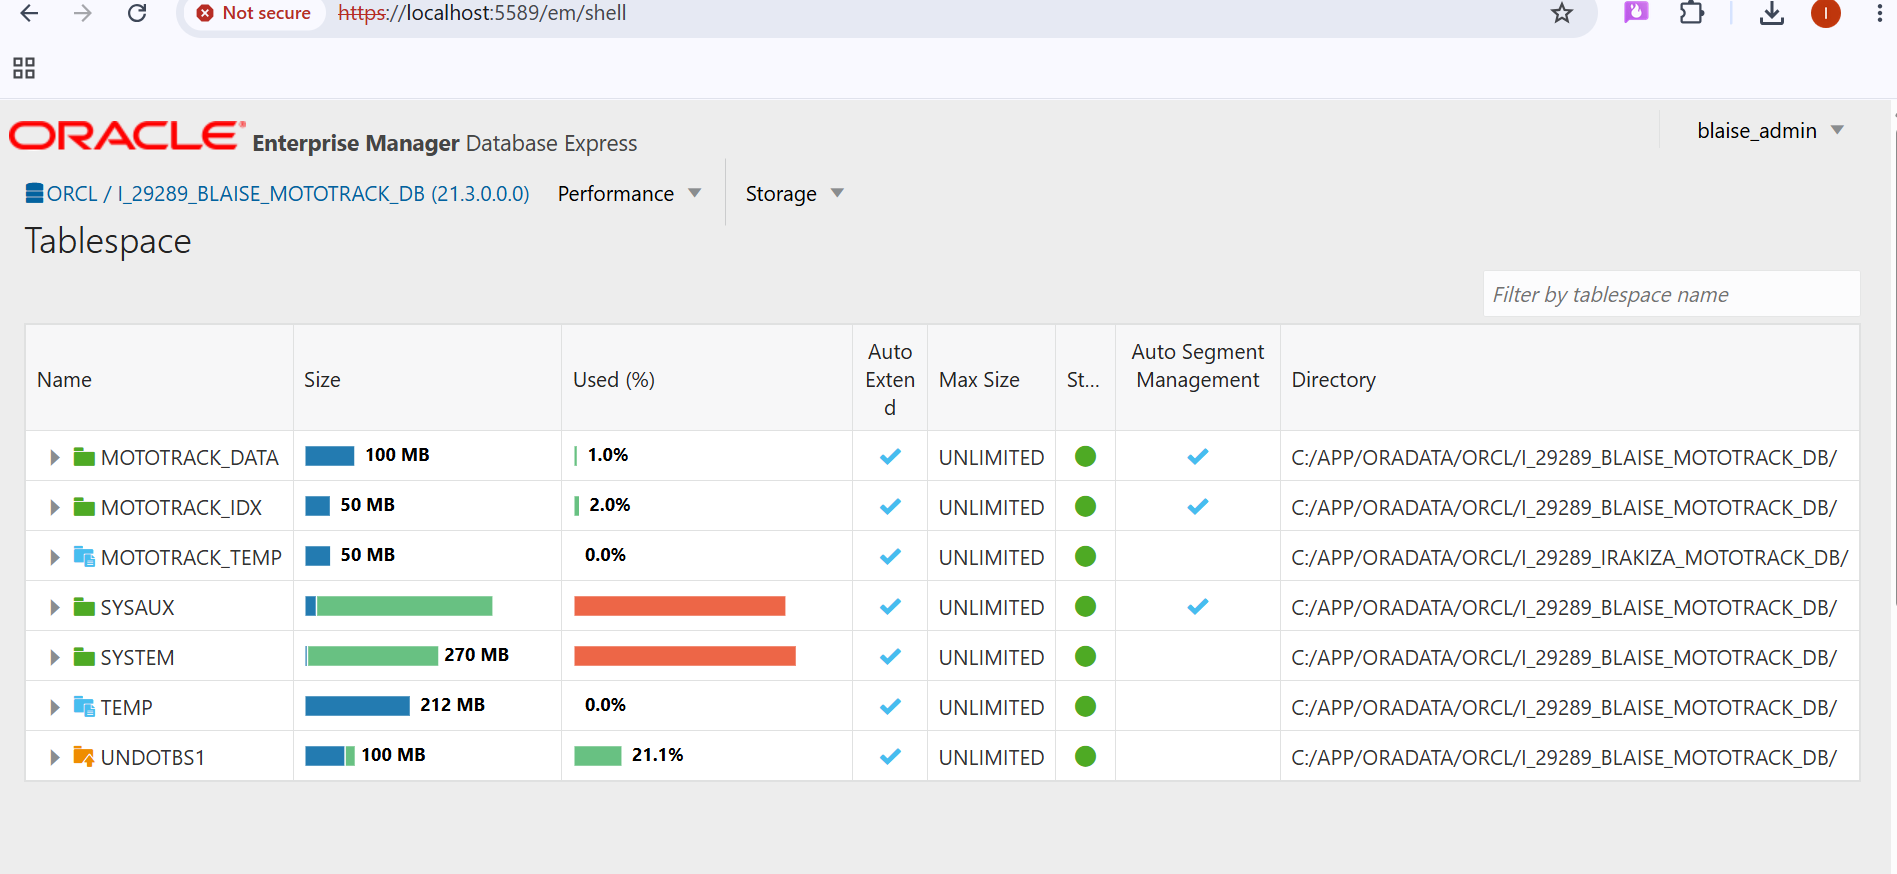 Not secure https://localhost:5589/em/shell I
ORACLE® Enterprise Manager Database Express blaise_admin
ORCL / I_29289_BLAISE_MOTOTRACK_DB (21.3.0.0.0) Performance Storage
Tablespace
Filter by tablespace name
Name Size Used (%) Auto Exten d Max Size St... Auto Segment Management Directory
MOTOTRACK_DATA 100 MB 1.0% UNLIMITED C:/APP/ORADATA/ORCL/I_29289_BLAISE_MOTOTRACK_DB/
MOTOTRACK_IDX 50 MB 2.0% UNLIMITED C:/APP/ORADATA/ORCL/I_29289_BLAISE_MOTOTRACK_DB/
MOTOTRACK_TEMP 50 MB 0.0% UNLIMITED C:/APP/ORADATA/ORCL/I_29289_IRAKIZA_MOTOTRACK_DB/
SYSAUX UNLIMITED C:/APP/ORADATA/ORCL/I_29289_BLAISE_MOTOTRACK_DB/
SYSTEM 270 MB UNLIMITED C:/APP/ORADATA/ORCL/I_29289_BLAISE_MOTOTRACK_DB/
TEMP 212 MB 0.0% UNLIMITED C:/APP/ORADATA/ORCL/I_29289_BLAISE_MOTOTRACK_DB/
UNDOTBS1 100 MB 21.1% UNLIMITED C:/APP/ORADATA/ORCL/I_29289_BLAISE_MOTOTRACK_DB/